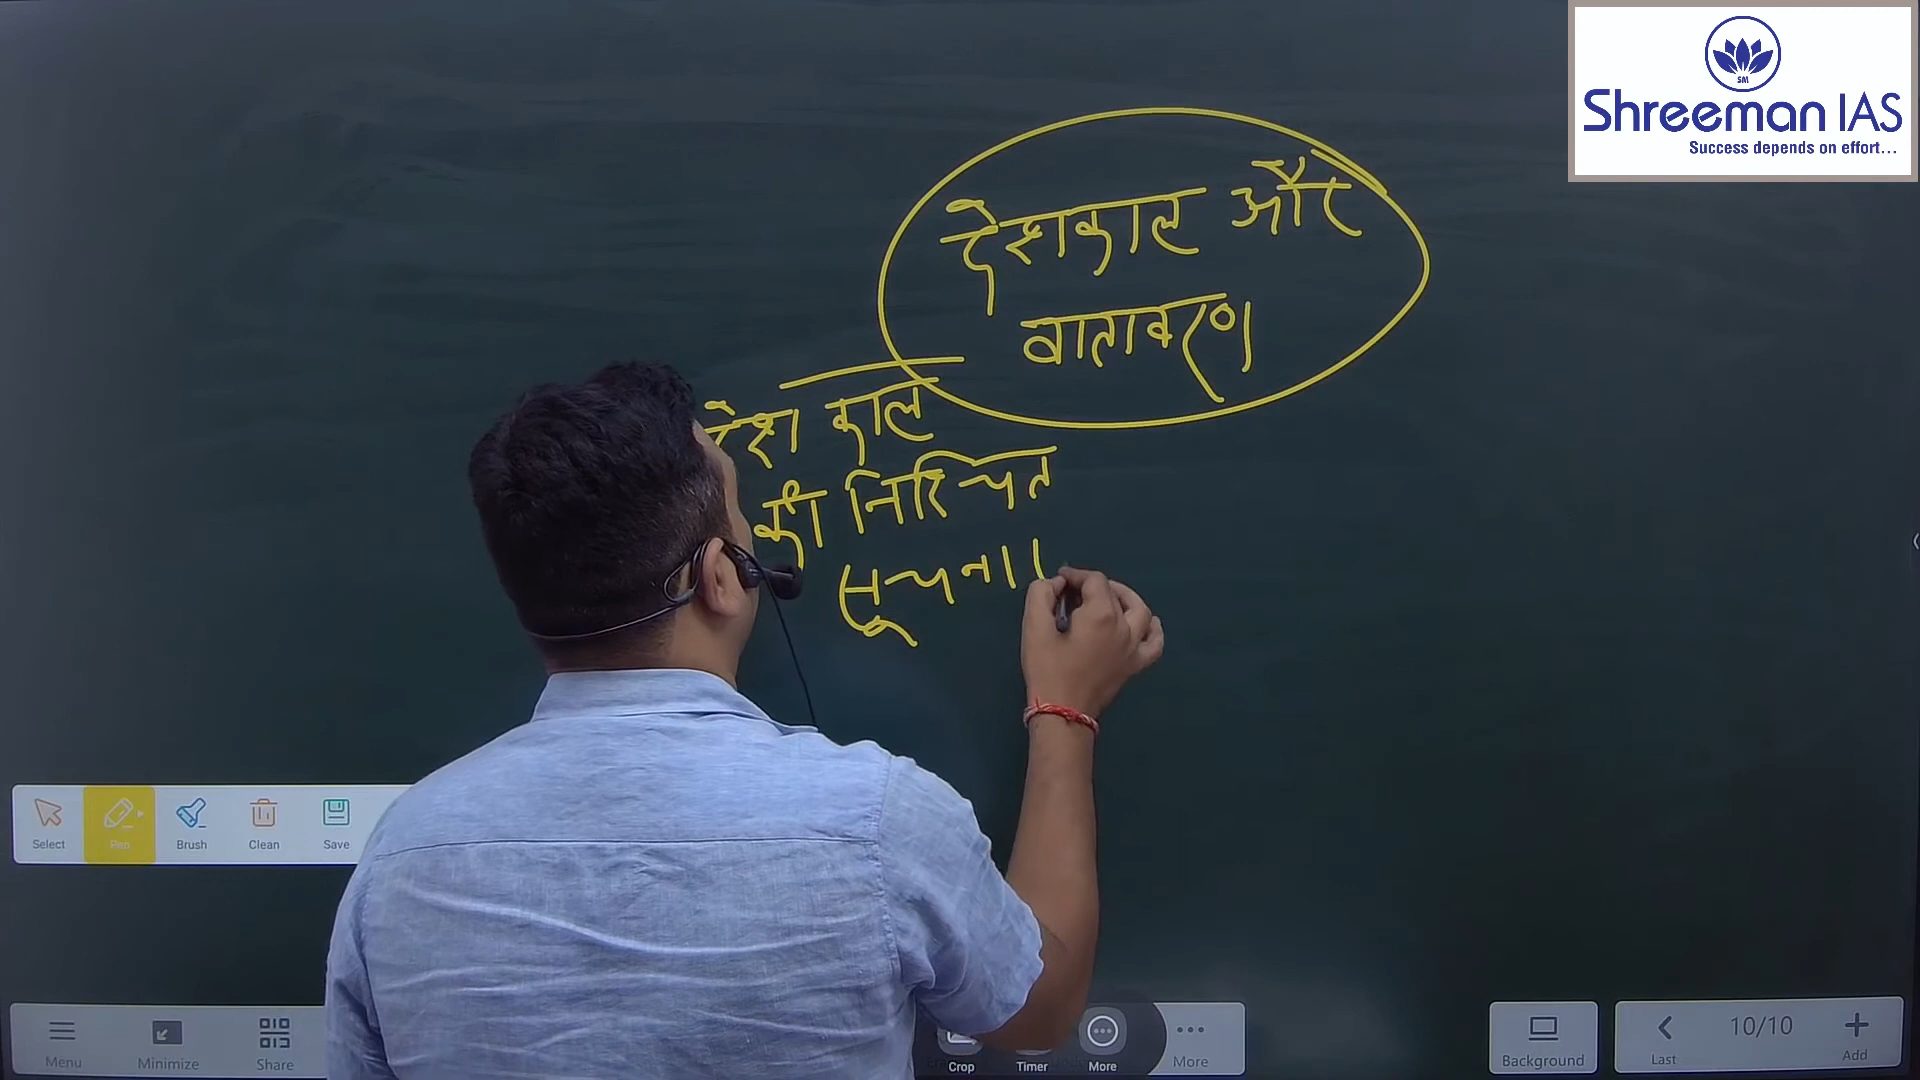 SM
Shreeman IAS
Success depends on effort...
देशकाल और
वातावरण
देश काल
की निश्चित
सूचना
Select
Pen
Brush
Clean
Save
Menu
Minimize
Share
Crop
Timer
More
More
Background
Last
10/10
Add